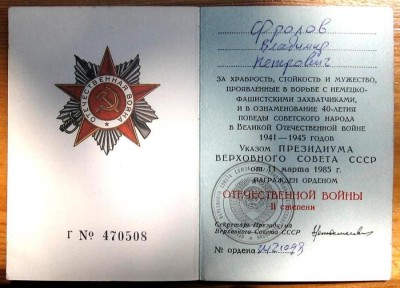 ОТЕЧЕСТВЕННАЯ ВОЙНА
Г № 470508
Фролов
Владимир
Петрович
ЗА ХРАБРОСТЬ, СТОЙКОСТЬ И МУЖЕСТВО,
ПРОЯВЛЕННЫЕ В БОРЬБЕ С НЕМЕЦКО-
ФАШИСТСКИМИ ЗАХВАТЧИКАМИ,
И В ОЗНАМЕНОВАНИЕ 40-ЛЕТИЯ
ПОБЕДЫ СОВЕТСКОГО НАРОДА
В ВЕЛИКОЙ ОТЕЧЕСТВЕННОЙ ВОЙНЕ
1941—1945 ГОДОВ
УКАЗОМ ПРЕЗИДИУМА
ВЕРХОВНОГО СОВЕТА СССР
от 11 марта 1985 г.
НАГРАЖДЕН ОРДЕНОМ
ОТЕЧЕСТВЕННОЙ ВОЙНЫ
II степени
Секретарь Президиума
Верховного Совета СССР
№ ордена